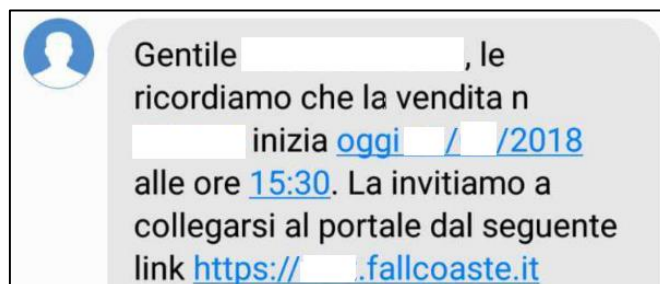 Gentile , le
ricordiamo che la vendita n
inizia oggi / /2018
alle ore 15:30. La invitiamo a
collegarsi al portale dal seguente
link https:// .fallcoaste.it